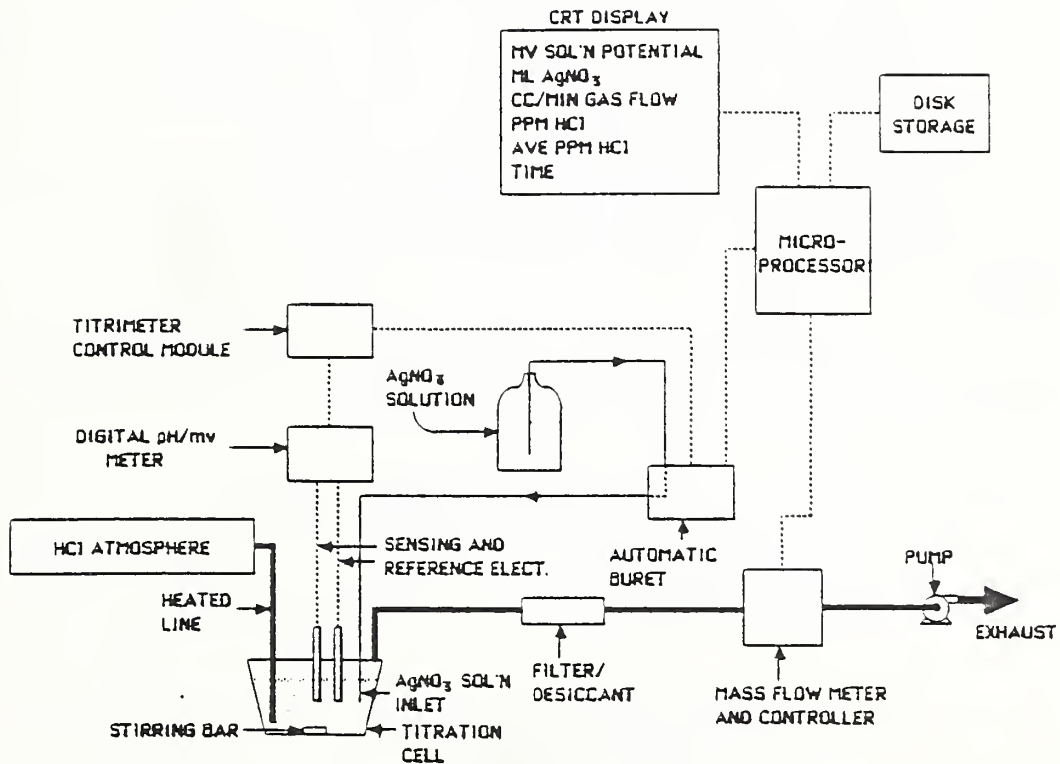 CRT DISPLAY
MV SOL'N POTENTIAL
ML AgNO₃
CC/MIN GAS FLOW
PPM HCl
AVE PPM HCl
TIME
DISK
STORAGE
MICRO-
PROCESSOR
TITRIMETER
CONTROL MODULE
AgNO₃
SOLUTION
DIGITAL pH/mv
METER
HCl ATMOSPHERE
SENSING AND
REFERENCE ELECT.
AUTOMATIC
BURET
PUMP
HEATED
LINE
EXHAUST
FILTER/
DESICCANT
AgNO₃ SOL'N
INLET
MASS FLOW METER
AND CONTROLLER
STIRRING BAR
TITRATION
CELL